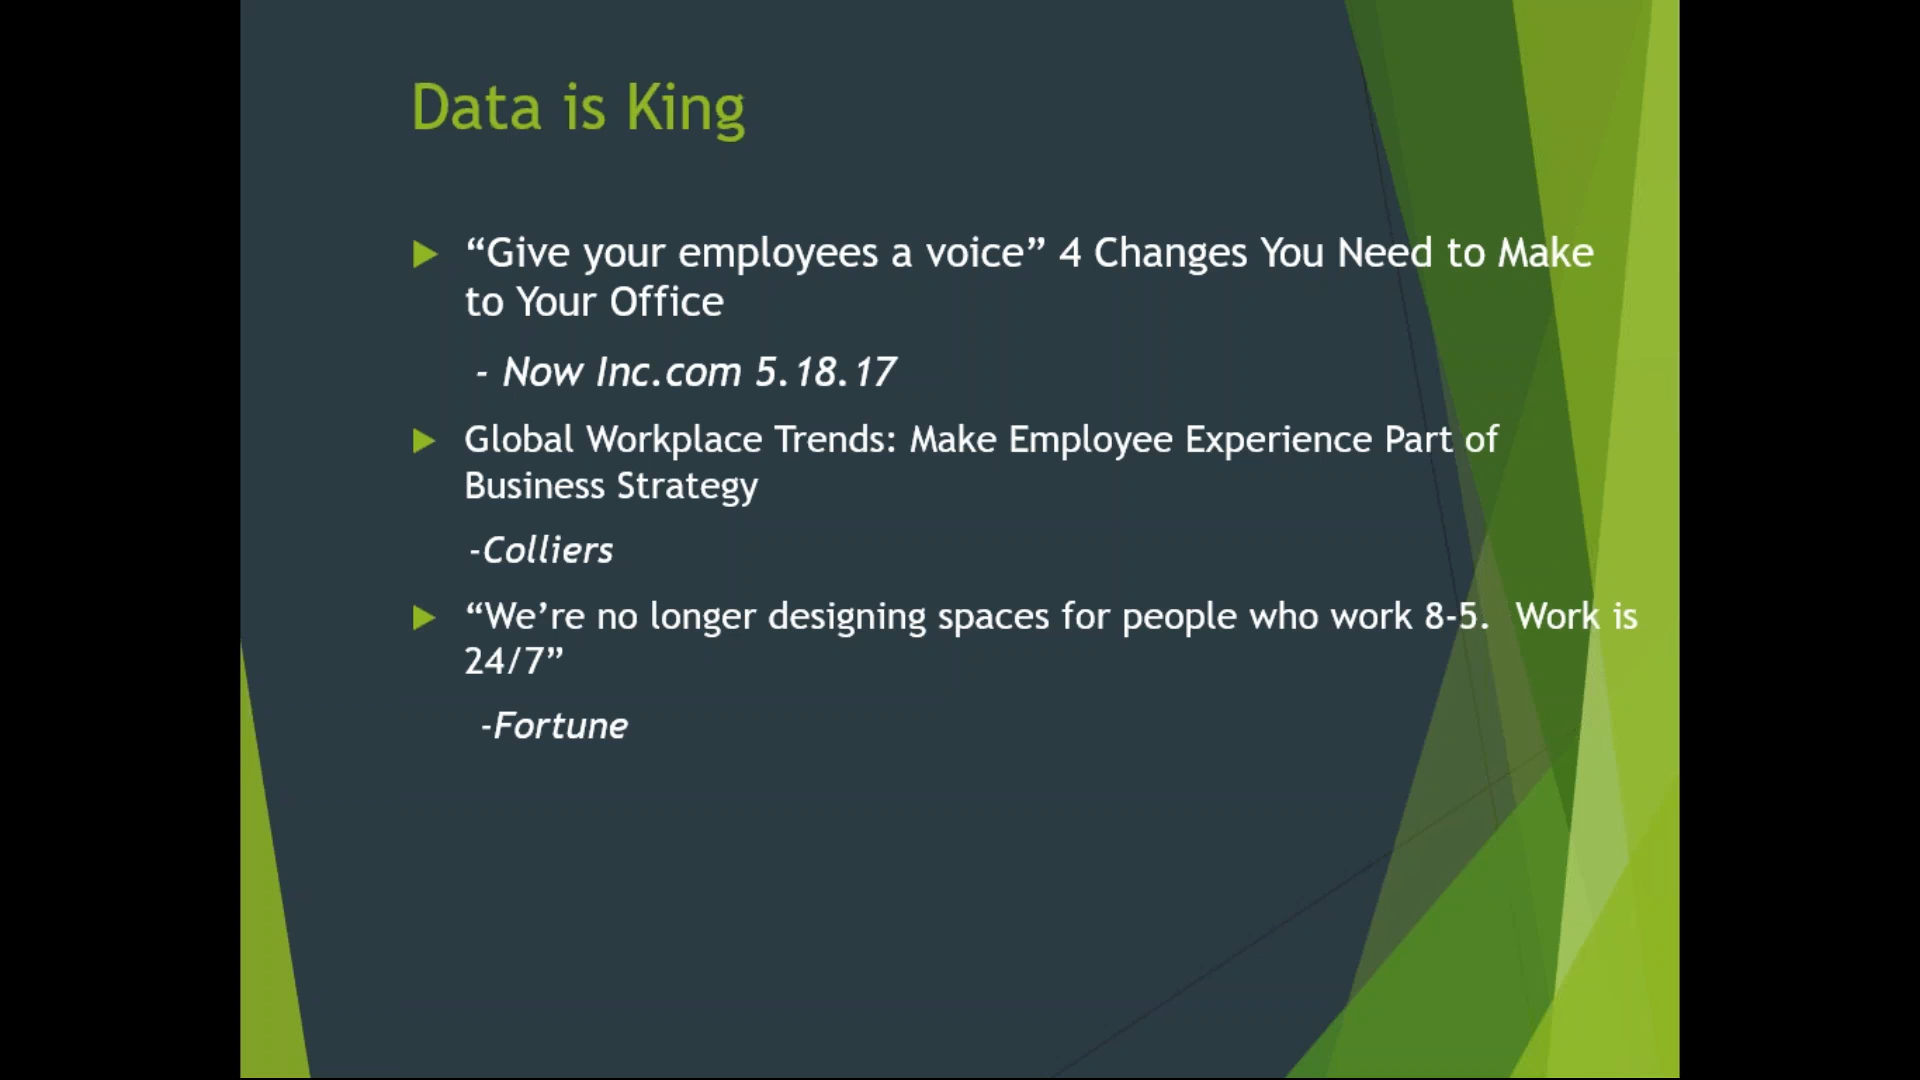 Data is King
“Give your employees a voice” 4 Changes You Need to Make
to Your Office
- Now Inc.com 5.18.17
Global Workplace Trends: Make Employee Experience Part of
Business Strategy
-Colliers
“We’re no longer designing spaces for people who work 8-5.  Work is
24/7”
-Fortune